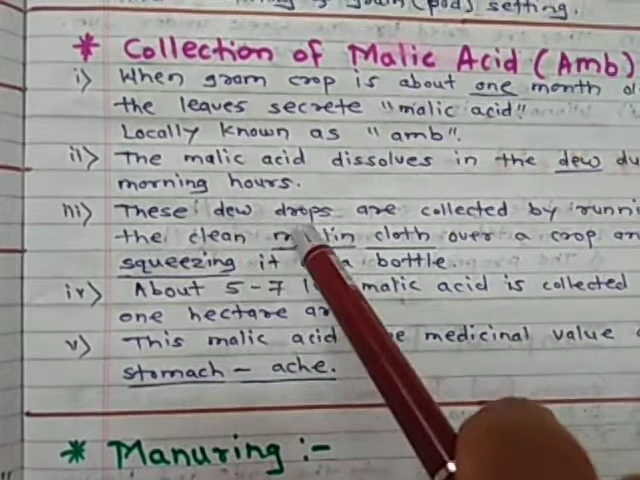 (pod) setting.
* Collection of Malic Acid (Amb)
i) When gram crop is about one month
the leaves secrete "malic acid".
Locally known as "amb".
ii) The malic acid dissolves in the dew
morning hours.
iii) These dew drops are collected by
the clean cloth over a crop
squeezing it a bottle.
iv) About 5-7 malic acid is collected
one hectare
v) This malic acid medicinal value
stomach - ache.
* Manuring :-